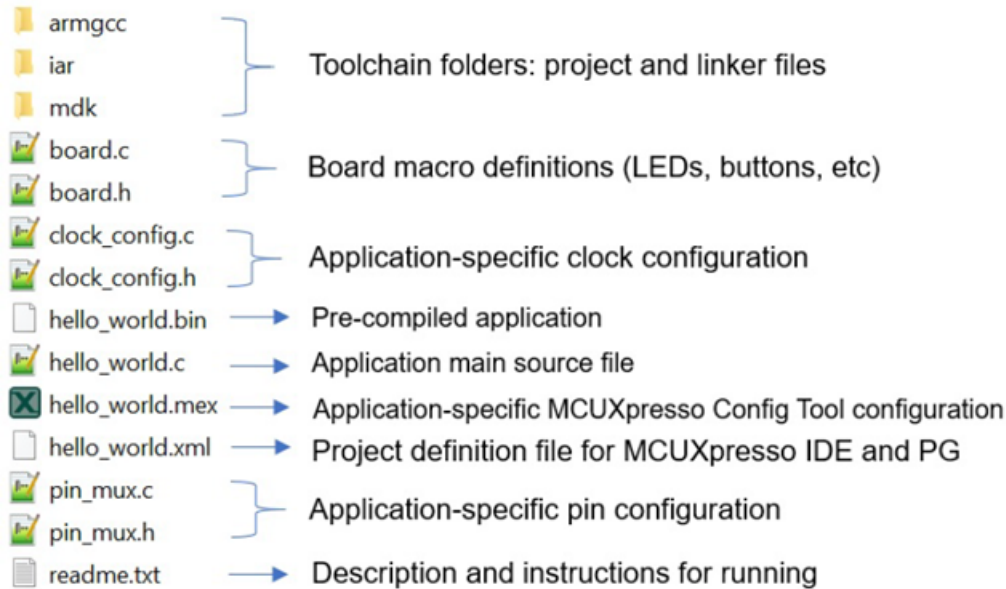 armgcc
iar
mdk
Toolchain folders: project and linker files
board.c
board.h
Board macro definitions (LEDs, buttons, etc)
clock_config.c
clock_config.h
Application-specific clock configuration
hello_world.bin Pre-compiled application
hello_world.c Application main source file
hello_world.mex Application-specific MCUXpresso Config Tool configuration
hello_world.xml Project definition file for MCUXpresso IDE and PG
pin_mux.c
pin_mux.h
Application-specific pin configuration
readme.txt Description and instructions for running